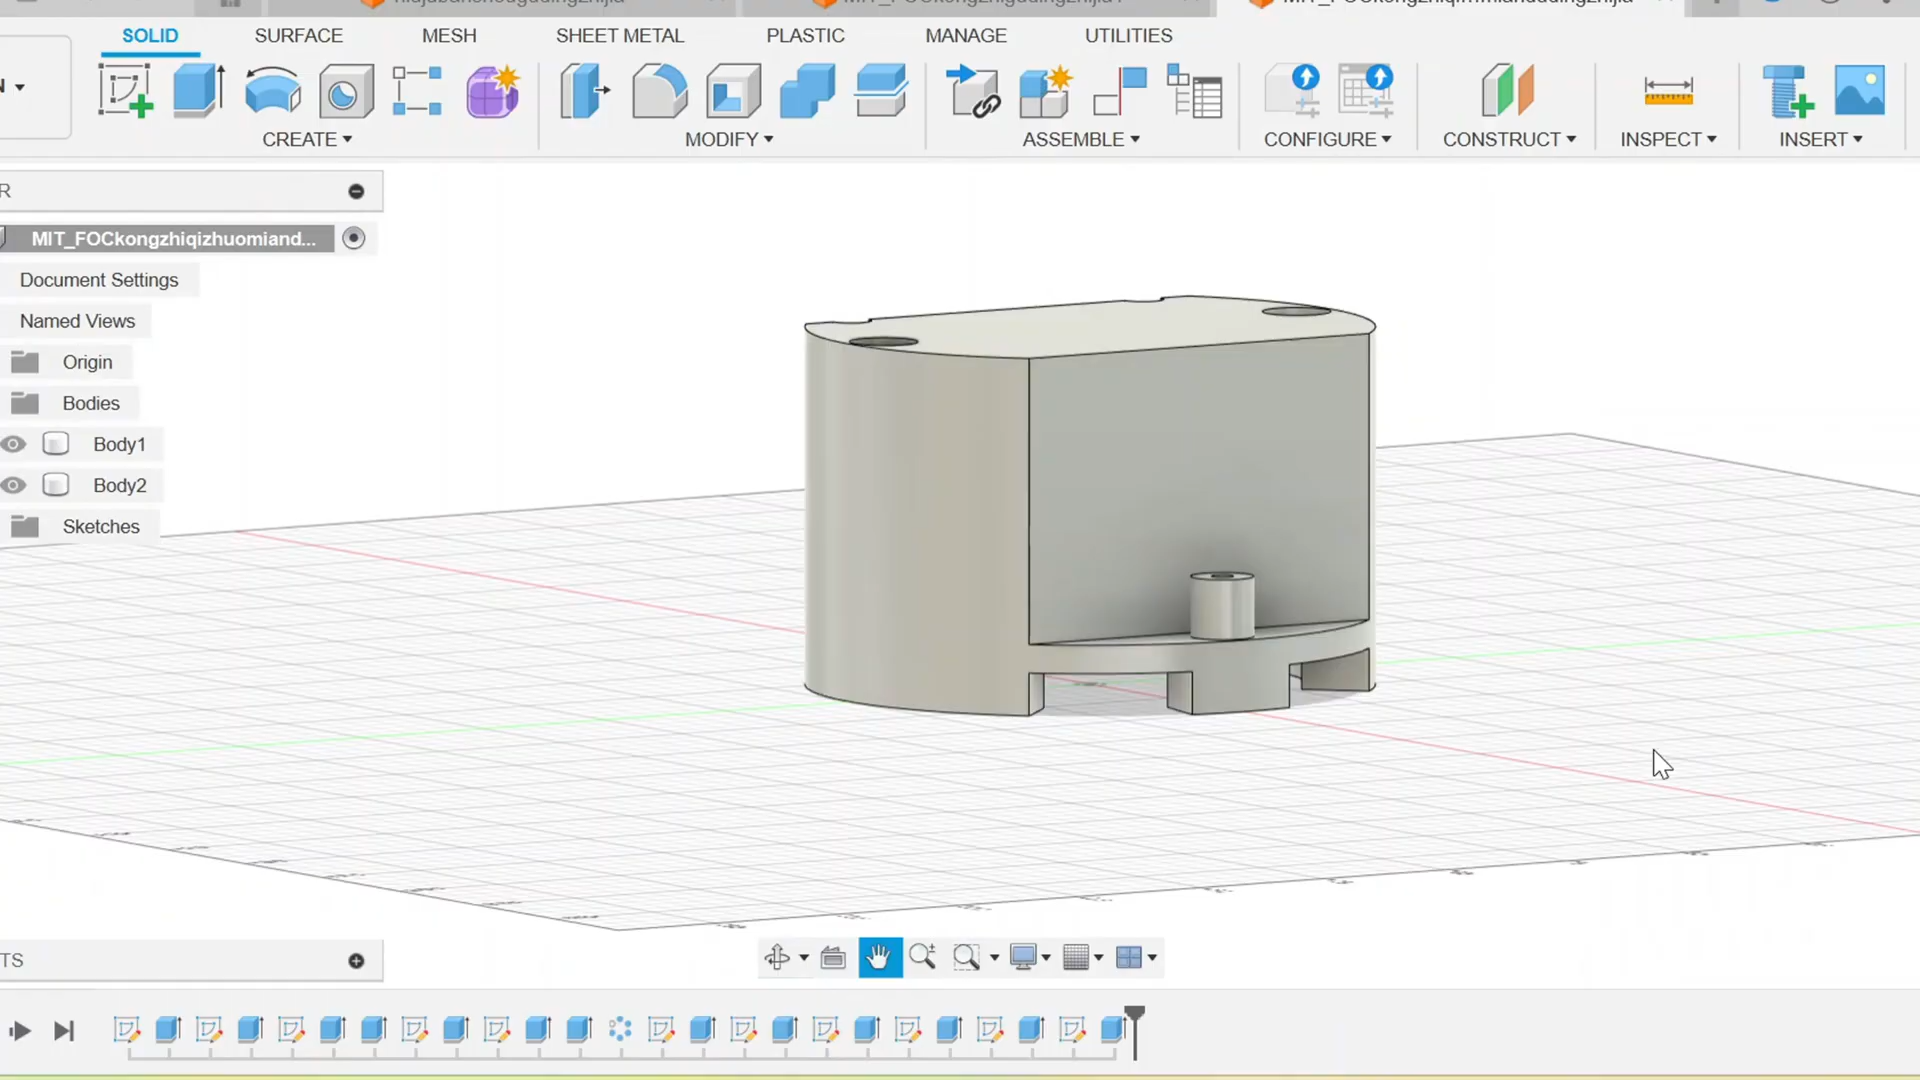 SOLID SURFACE MESH SHEET METAL PLASTIC MANAGE UTILITIES
CREATE MODIFY ASSEMBLE CONFIGURE CONSTRUCT INSPECT INSERT
R
MIT_FOCkongzhiqizhuomiand...
Document Settings
Named Views
Origin
Bodies
Body1
Body2
Sketches
TS